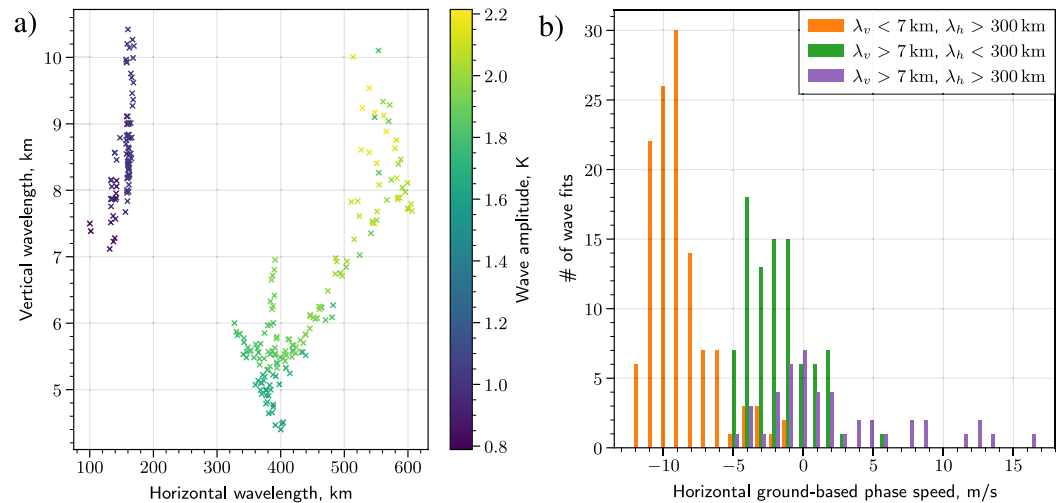 a)
Vertical wavelength, km
10
9
8
7
6
5
100 200 300 400 500 600
Horizontal wavelength, km
2.2
2.0
1.8
1.6
1.4
1.2
1.0
0.8
Wave amplitude, K
b)
# of wave fits
30
25
20
15
10
5
0
−10 −5 0 5 10 15
Horizontal ground-based phase speed, m/s
λv < 7 km, λh > 300 km
λv > 7 km, λh < 300 km
λv > 7 km, λh > 300 km